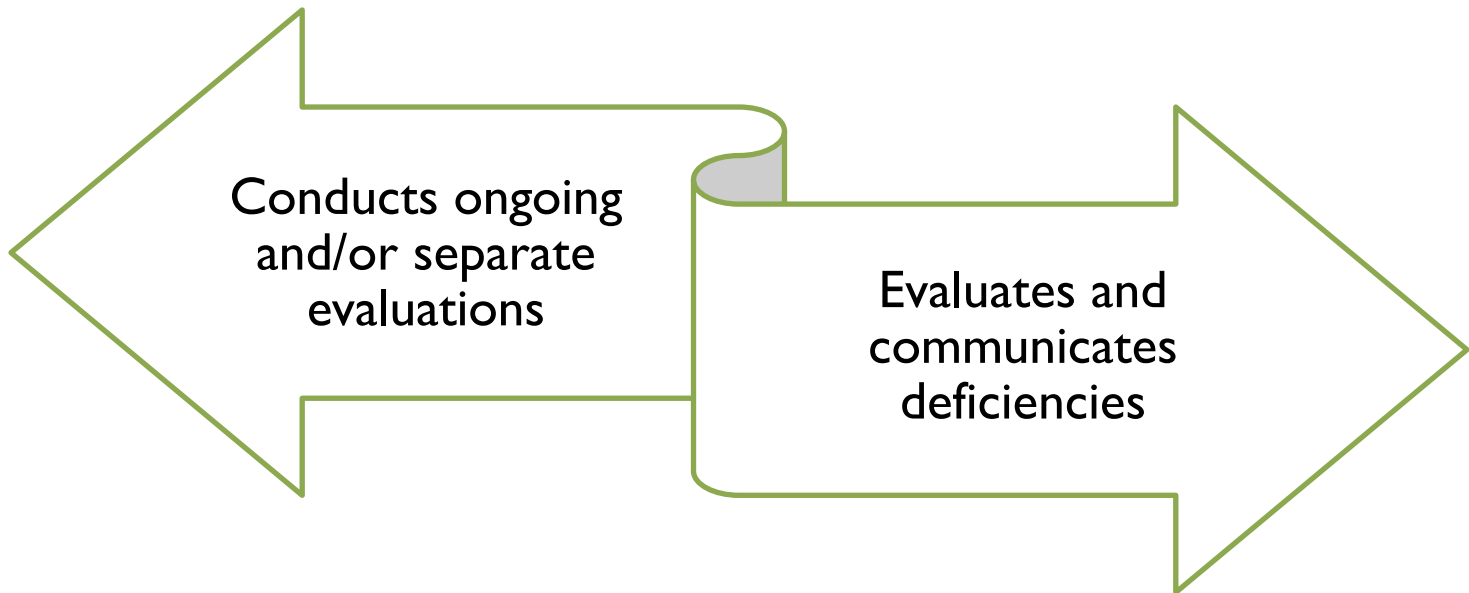 Conducts ongoing
and/or separate
evaluations
Evaluates and
communicates
deficiencies